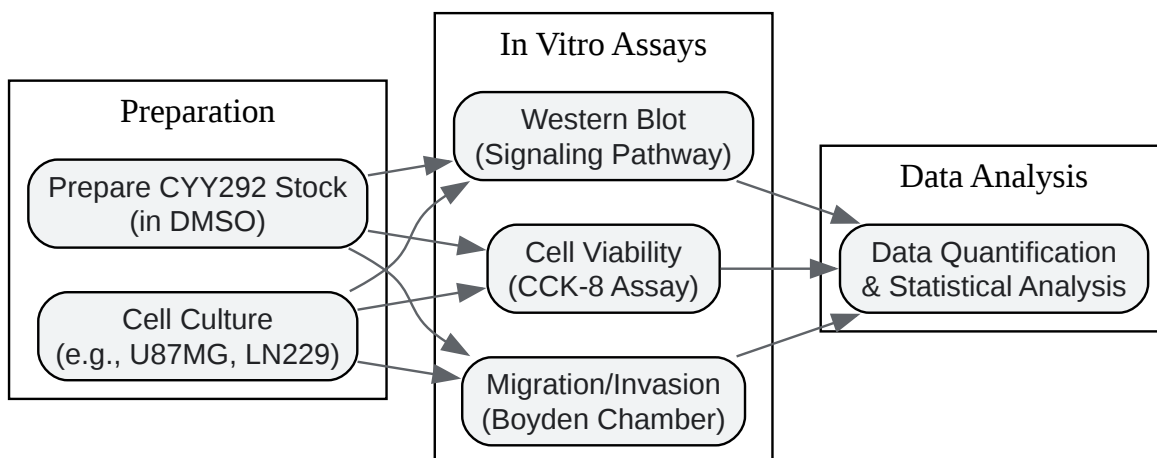 Preparation
Prepare CYY292 Stock
(in DMSO)
Cell Culture
(e.g., U87MG, LN229)
In Vitro Assays
Western Blot
(Signaling Pathway)
Cell Viability
(CCK-8 Assay)
Migration/Invasion
(Boyden Chamber)
Data Analysis
Data Quantification
& Statistical Analysis